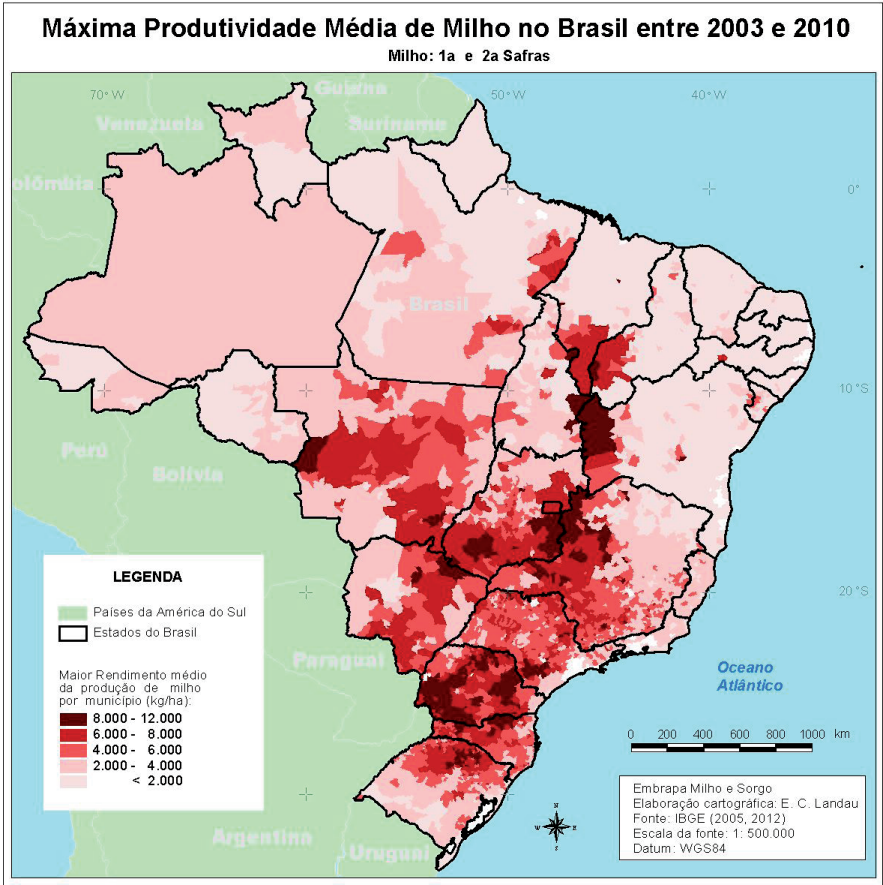 Máxima Produtividade Média de Milho no Brasil entre 2003 e 2010
Milho: 1a e 2a Safras
70° W
50° W
40° W
Guiana
Venezuela
Suriname
olômbia
0°
Brasil
10°S
Perú
Bolívia
LEGENDA
Países da América do Sul
Estados do Brasil
20°S
Paraguai
Oceano
Atlântico
Maior Rendimento médio
da produção de milho
por município (kg/ha):
8.000 - 12.000
6.000 - 8.000
4.000 - 6.000
2.000 - 4.000
< 2.000
0 200 400 600 800 1000 km
Embrapa Milho e Sorgo
Elaboração cartográfica: E. C. Landau
Fonte: IBGE (2005, 2012)
Escala da fonte: 1: 500.000
Datum: WGS84
N
W E
S
Argentina
Uruguai